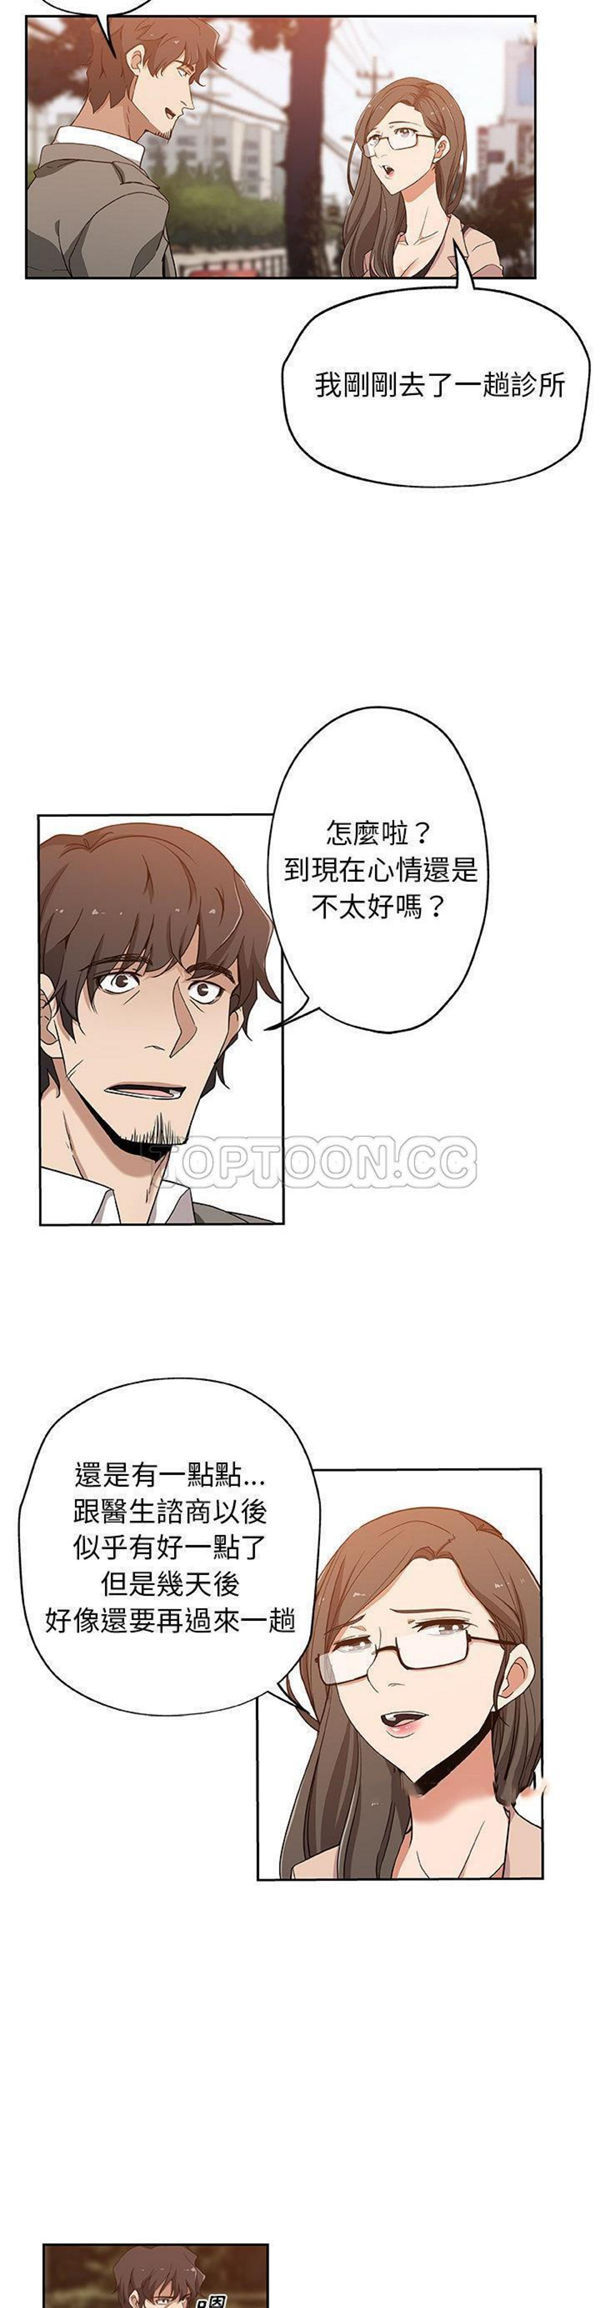 我剛剛去了一趟診所
怎麼啦？
到現在心情還是
不太好嗎？
TOPTOON.CC
還是有一點點...
跟醫生諮商以後
似乎有好一點了
但是幾天後
好像還要再過來一趟
嗯